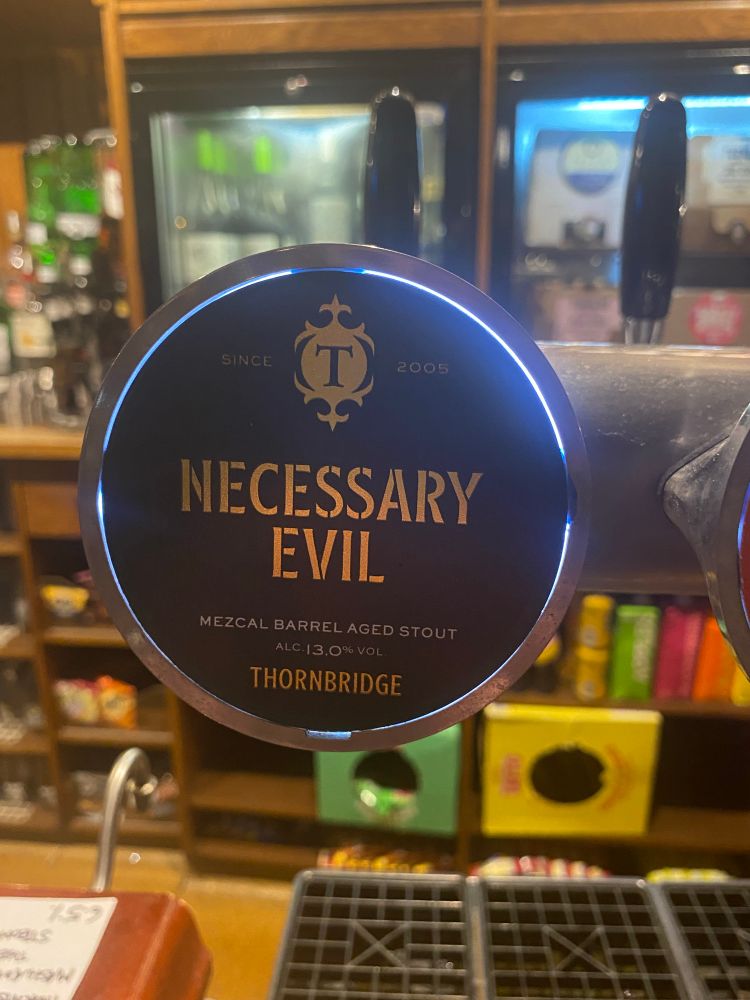 SINCE T 2005
NECESSARY
EVIL
MEZCAL BARREL AGED STOUT
ALC.13.0% VOL.
THORNBRIDGE